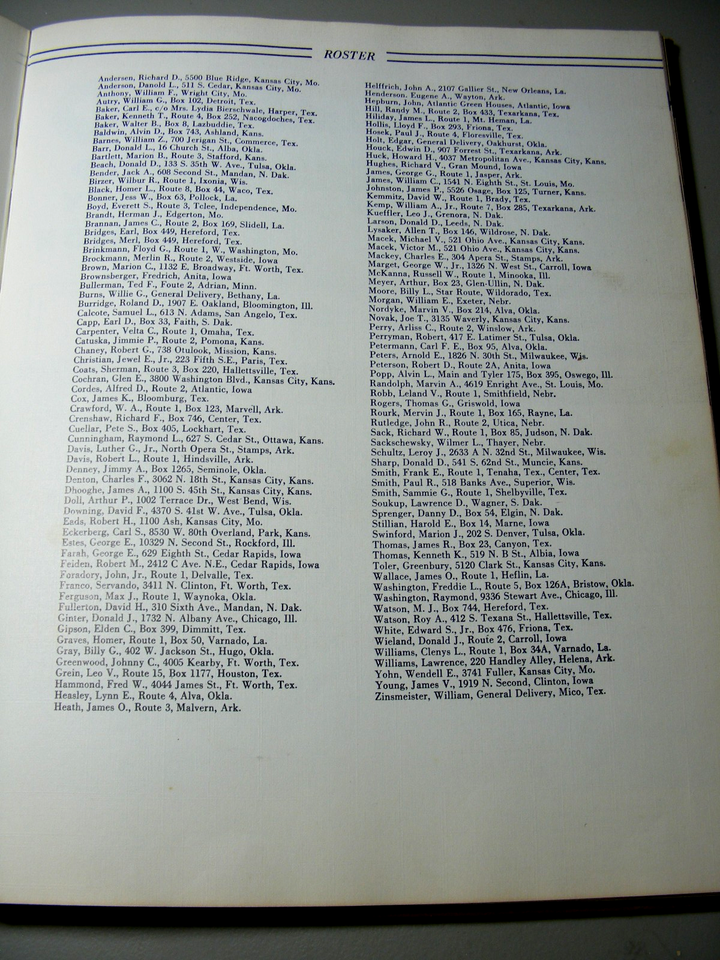 ROSTER
Andersen, Richard D., 5500 Blue Ridge, Kansas City, Mo.
Anderson, Danold L., 511 S. Cedar, Kansas City, Mo.
Anthony, William F., Wright City, Mo.
Autry, William G., Box 102, Detroit, Tex.
Baker, Carl E., c/o Mrs. Lydia Bierschwale, Harper, Tex.
Baker, Kenneth T., Route 4, Box 252, Nacogdoches, Tex.
Baker, Walter B., Box 8, Lazbuddie, Tex.
Baldwin, Alvin D., Box 743, Ashland, Kans.
Barnes, William Z., 700 Jerigan St., Commerce, Tex.
Barr, Donald L., 16 Church St., Alba, Okla.
Bartlett, Marion B., Route 3, Stafford, Kans.
Beach, Donald D., 133 S. 35th W. Ave., Tulsa, Okla.
Bender, Jack A., 608 Second St., Mandan, N. Dak.
Birzer, Wilbur R., Route 1, Ixonia, Wis.
Black, Homer L., Route 8, Box 44, Waco, Tex.
Bonner, Jess W., Box 63, Pollock, La.
Boyd, Everett S., Route 3, Telee, Independence, Mo.
Brandt, Herman J., Edgerton, Mo.
Brannan, James C., Route 2, Box 169, Slidell, La.
Bridges, Earl, Box 449, Hereford, Tex.
Bridges, Merl, Box 449, Hereford, Tex.
Brinkmann, Floyd G., Route 1, W., Washington, Mo.
Brockmann, Merlin R., Route 2, Westside, Iowa
Brown, Marion C., 1132 E. Broadway, Ft. Worth, Tex.
Brownsberger, Fredrich, Anita, Iowa
Bullerman, Ted F., Foute 2, Adrian, Minn.
Burns, Willie G., General Delivery, Bethany, La.
Burridge, Roland D., 1907 E. Oakland, Bloomington, Ill.
Calcote, Samuel L., 613 N. Adams, San Angelo, Tex.
Capp, Earl D., Box 33, Faith, S. Dak.
Carpenter, Velta C., Route 1, Omaha, Tex.
Catuska, Jimmie P., Route 2, Pomona, Kans.
Chaney, Robert G., 738 Otulook, Mission, Kans.
Christian, Jewel E., Jr., 223 Fifth S.E., Paris, Tex.
Coats, Sherman, Route 3, Box 220, Hallettsville, Tex.
Cochran, Glen E., 3800 Washington Blvd., Kansas City, Kans.
Cordes, Alfred D., Route 2, Atlantic, Iowa
Cox, James K., Bloomburg, Tex.
Crawford, W. A., Route 1, Box 123, Marvell, Ark.
Crenshaw, Richard F., Box 746, Center, Tex.
Cuellar, Pete S., Box 405, Lockhart, Tex.
Cunningham, Raymond L., 627 S. Cedar St., Ottawa, Kans.
Davis, Luther G., Jr., North Opera St., Stamps, Ark.
Davis, Robert L., Route 1, Hindsville, Ark.
Denney, Jimmy A., Box 1265, Seminole, Okla.
Denton, Charles F., 3062 N. 18th St., Kansas City, Kans.
Dhooghe, James A., 1100 S. 45th St., Kansas City, Kans.
Doll, Arthur P., 1002 Terrace Dr., West Bend, Wis.
Downing, David F., 4370 S. 41st W. Ave., Tulsa, Okla.
Eads, Robert H., 1100 Ash, Kansas City, Mo.
Eckerberg, Carl S., 8530 W. 80th Overland, Park, Kans.
Estes, George E., 10329 N. Second St., Rockford, Ill.
Farah, George E., 629 Eighth St., Cedar Rapids, Iowa
Feiden, Robert M., 2412 C Ave. N.E., Cedar Rapids, Iowa
Foradory, John, Jr., Route 1, Delvalle, Tex.
Franco, Servando, 3411 N. Clinton, Ft. Worth, Tex.
Ferguson, Max J., Route 1, Waynoka, Okla.
Fullerton, David H., 310 Sixth Ave., Mandan, N. Dak.
Ginter, Donald J., 1732 N. Albany Ave., Chicago, Ill.
Gipson, Elden C., Box 399, Dimmitt, Tex.
Graves, Homer, Route 1, Box 50, Varnado, La.
Gray, Billy G., 402 W. Jackson St., Hugo, Okla.
Greenwood, Johnny C., 4005 Kearby, Ft. Worth, Tex.
Grein, Leo V., Route 15, Box 1177, Houston, Tex.
Hammond, Fred W., 4044 James St., Ft. Worth, Tex.
Heasley, Lynn E., Route 4, Alva, Okla.
Heath, James O., Route 3, Malvern, Ark.
Helffrich, John A., 2107 Gallier St., New Orleans, La.
Henderson, Eugene A., Wayton, Ark.
Hepburn, John, Atlantic Green Houses, Atlantic, Iowa
Hill, Randy M., Route 2, Box 433, Texarkana, Tex.
Hiliday, James L., Route 1, Mt. Heman, La.
Hollis, Lloyd F., Box 293, Friona, Tex.
Hosek, Paul J., Route 4, Floresville, Tex.
Holt, Edgar, General Delivery, Oakhurst, Okla.
Houck, Edwin D., 907 Forrest St., Texarkana, Ark.
Huck, Howard H., 4037 Metropolitan Ave., Kansas City, Kans.
Hughes, Richard V., Gran Mound, Iowa
James, George G., Route 1, Jasper, Ark.
James, William C., 1541 N. Eighth St., St. Louis, Mo.
Johnston, James P., 5526 Osage, Box 125, Turner, Kans.
Kemmitz, David W., Route 1, Brady, Tex.
Kemp, William A., Jr., Route 7, Box 285, Texarkana, Ark.
Kueffler, Leo J., Grenora, N. Dak.
Larson, Donald D., Leeds, N. Dak.
Lysaker, Allen T., Box 146, Wildrose, N. Dak.
Macek, Michael V., 521 Ohio Ave., Kansas City, Kans.
Macek, Victor M., 521 Ohio Ave., Kansas City, Kans.
Mackey, Charles E., 304 Apera St., Stamps, Ark.
Marget, George W., Jr., 1326 N. West St., Carroll, Iowa
McKanna, Russell W., Route 1, Minooka, Ill.
Meyer, Arthur, Box 23, Glen-Ullin, N. Dak.
Moore, Billy L., Star Route, Wildorado, Tex.
Morgan, William E., Exeter, Nebr.
Nordyke, Marvin V., Box 214, Alva, Okla.
Novak, Joe T., 3135 Waverly, Kansas City, Kans.
Perry, Arliss C., Route 2, Winslow, Ark.
Perryman, Robert, 417 E. Latimer St., Tulsa, Okla.
Petermann, Carl F. E., Box 95, Alva, Okla.
Peters, Arnold E., 1826 N. 30th St., Milwaukee, Wis.
Peterson, Robert D., Route 2A, Anita, Iowa
Popp, Alvin L., Main and Tyler 175, Box 395, Oswego, Ill.
Randolph, Marvin A., 4619 Enright Ave., St. Louis, Mo.
Robb, Leland V., Route 1, Smithfield, Nebr.
Rogers, Thomas G., Griswold, Iowa
Rourk, Mervin J., Route 1, Box 165, Rayne, La.
Rutledge, John R., Route 2, Utica, Nebr.
Sack, Richard W., Route 1, Box 85, Judson, N. Dak.
Sackschewsky, Wilmer L., Thayer, Nebr.
Schultz, Leroy J., 2633 A N. 32nd St., Milwaukee, Wis.
Sharp, Donald D., 541 S. 62nd St., Muncie, Kans.
Smith, Frank E., Route 1, Tenaha, Tex., Center, Tex.
Smith, Paul R., 518 Banks Ave., Superior, Wis.
Smith, Sammie G., Route 1, Shelbyville, Tex.
Soukup, Lawrence D., Wagner, S. Dak.
Sprenger, Danny D., Box 54, Elgin, N. Dak.
Stillian, Harold E., Box 14, Marne, Iowa
Swinford, Marion J., 202 S. Denver, Tulsa, Okla.
Thomas, James R., Box 23, Canyon, Tex.
Thomas, Kenneth K., 519 N. B St., Albia, Iowa
Toler, Greenbury, 5120 Clark St., Kansas City, Kans.
Wallace, James O., Route 1, Heflin, La.
Washington, Freddie L., Route 5, Box 126A, Bristow, Okla.
Washington, Raymond, 9336 Stewart Ave., Chicago, Ill.
Watson, M. J., Box 744, Hereford, Tex.
Watson, Roy A., 412 S. Texana St., Hallettsville, Tex.
White, Edward S., Jr., Box 476, Friona, Tex.
Wieland, Donald J., Route 2, Carroll, Iowa
Williams, Clenys L., Route 1, Box 34A, Varnado, La.
Williams, Lawrence, 220 Handley Alley, Helena, Ark.
Yohn, Wendell E., 3741 Fuller, Kansas City, Mo.
Young, James V., 1919 N. Second, Clinton, Iowa
Zinsmeister, William, General Delivery, Mico, Tex.